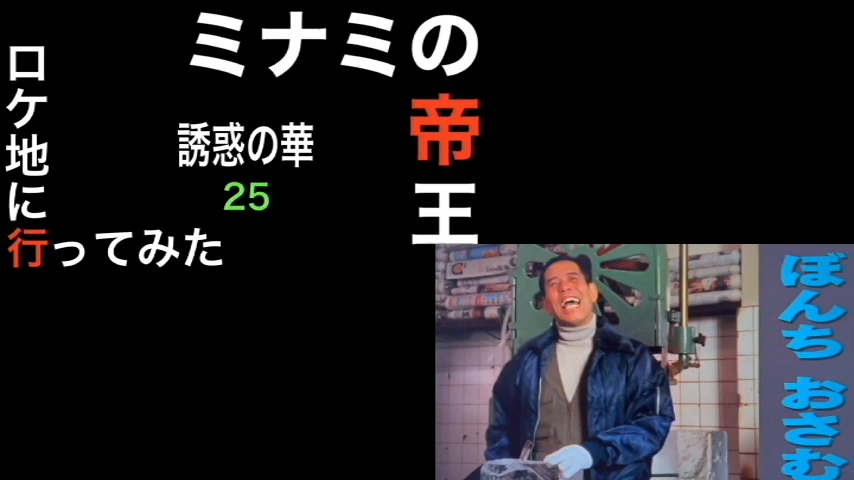 ミナミの帝王
誘惑の華
25
ロケ地に行ってみた
ぼんち おさむ